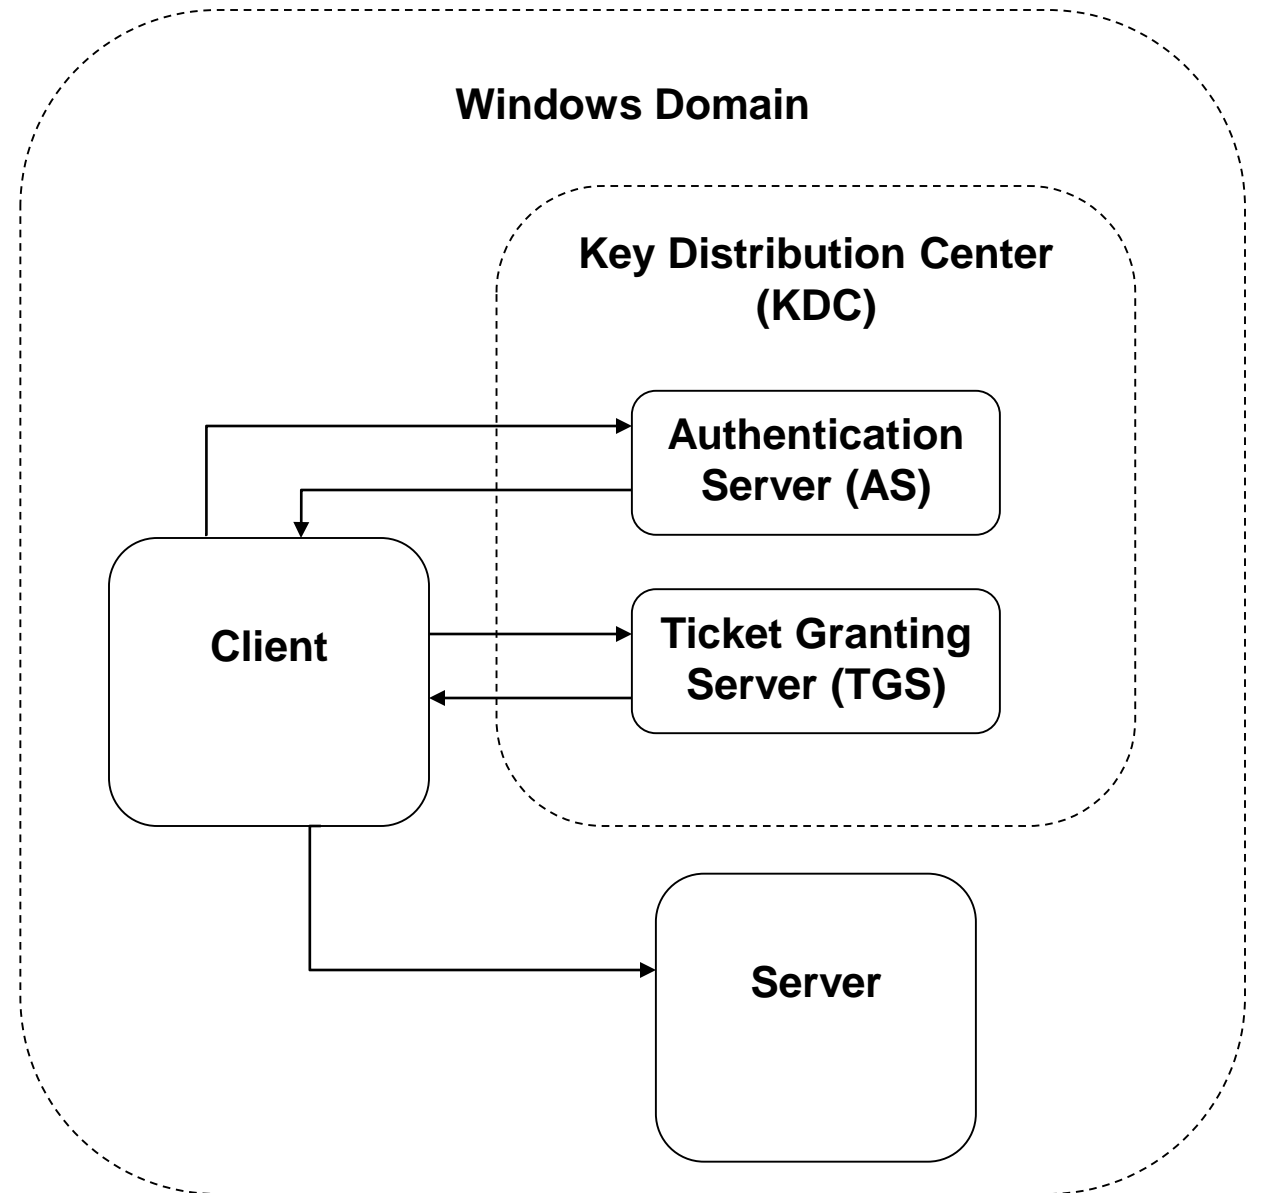 Windows Domain
Key Distribution Center
(KDC)
Authentication
Server (AS)
Client
Ticket Granting
Server (TGS)
Server